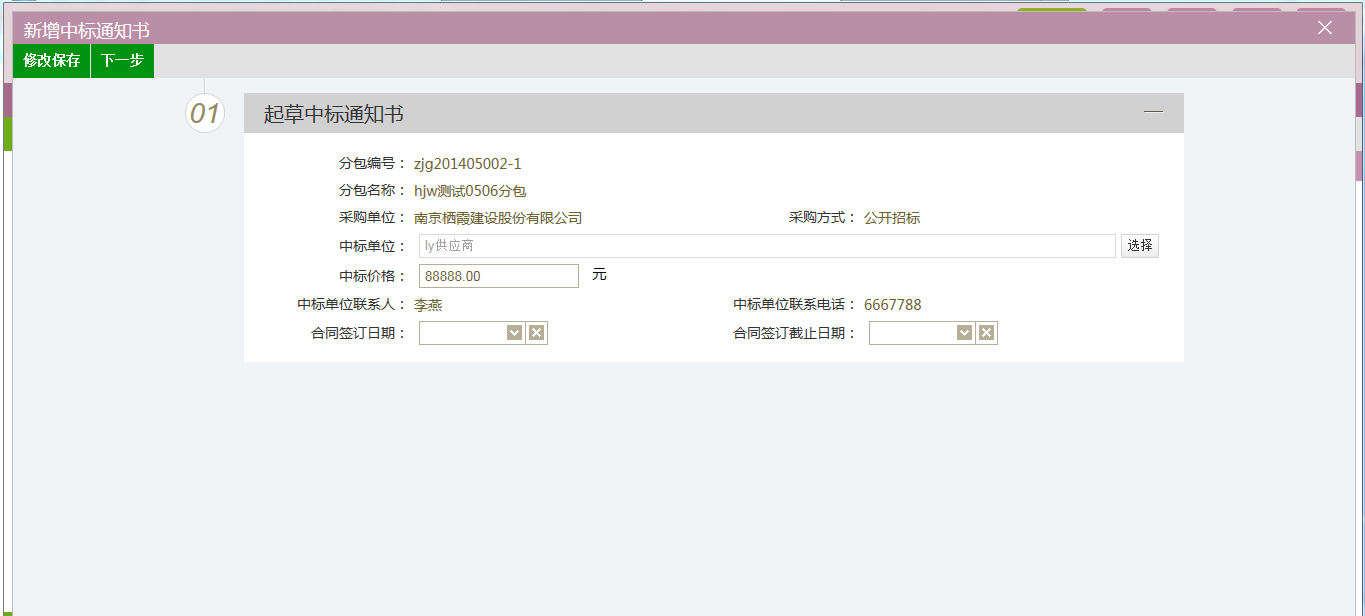 新增中标通知书
修改保存 下一步
01 起草中标通知书
分包编号： zjg201405002-1
分包名称： hjw测试0506分包
采购单位： 南京栖霞建设股份有限公司 采购方式： 公开招标
中标单位： ly供应商 选择
中标价格： 88888.00 元
中标单位联系人： 李燕 中标单位联系电话： 6667788
合同签订日期： 合同签订截止日期：